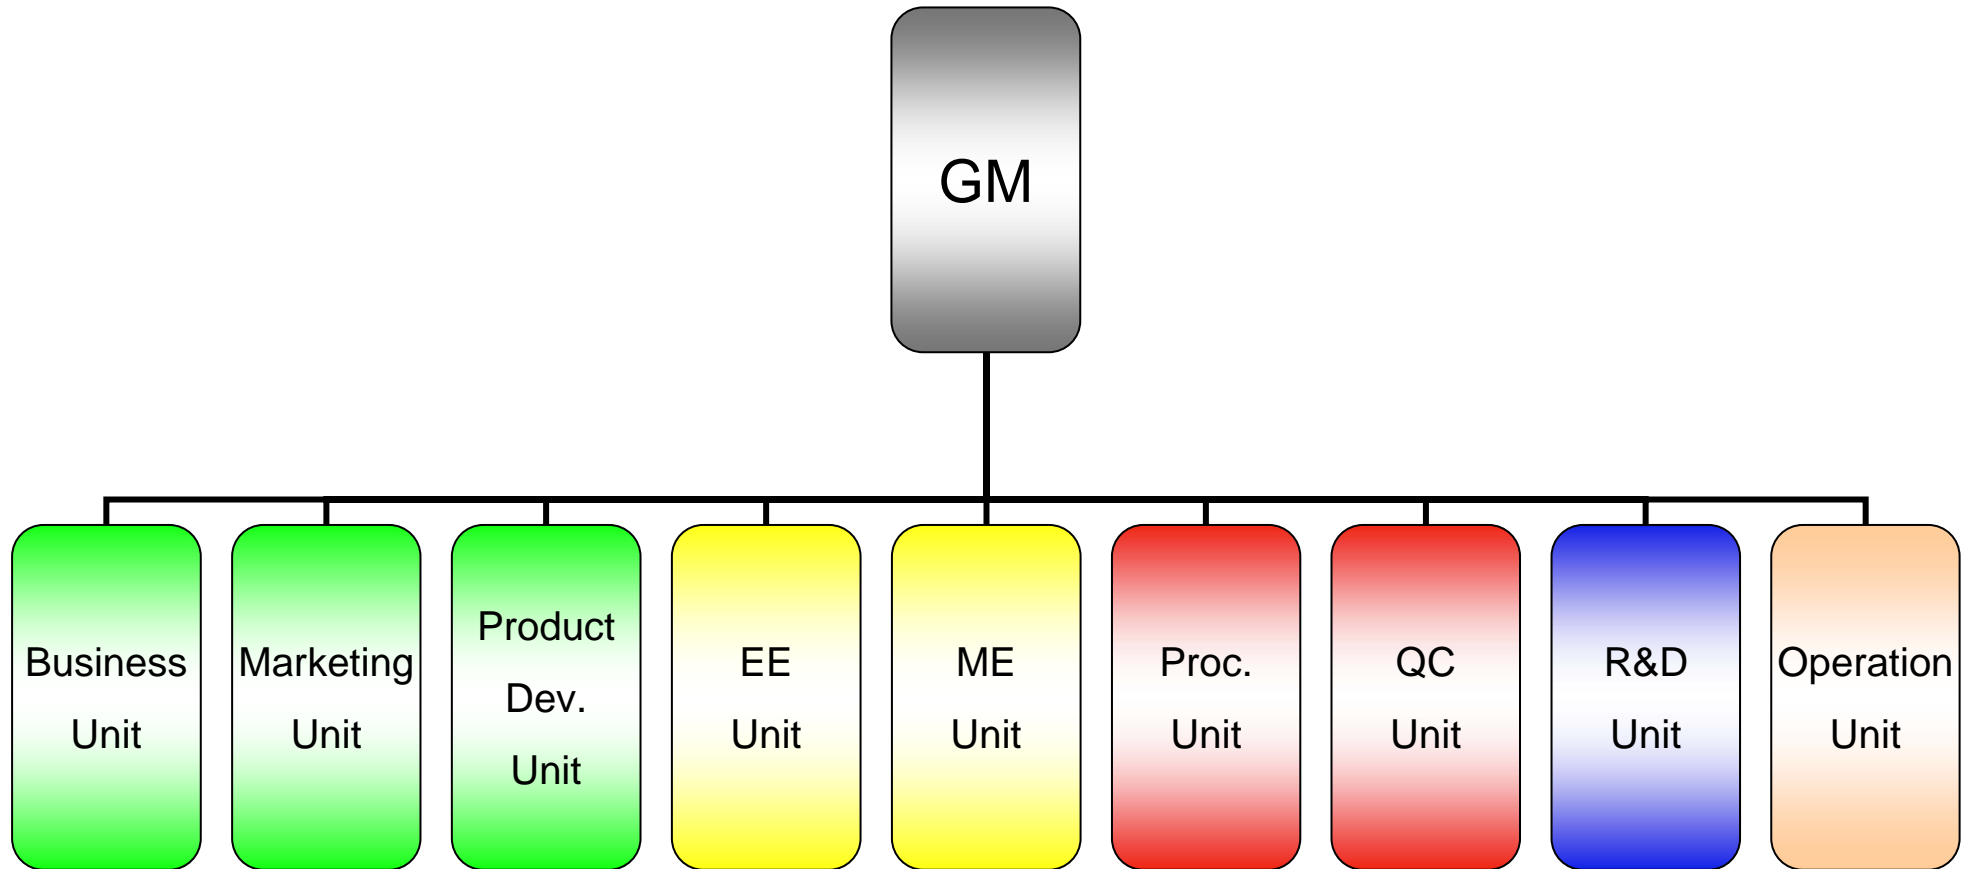 GM
Business
Unit
Marketing
Unit
Product
Dev.
Unit
EE
Unit
ME
Unit
Proc.
Unit
QC
Unit
R&D
Unit
Operation
Unit